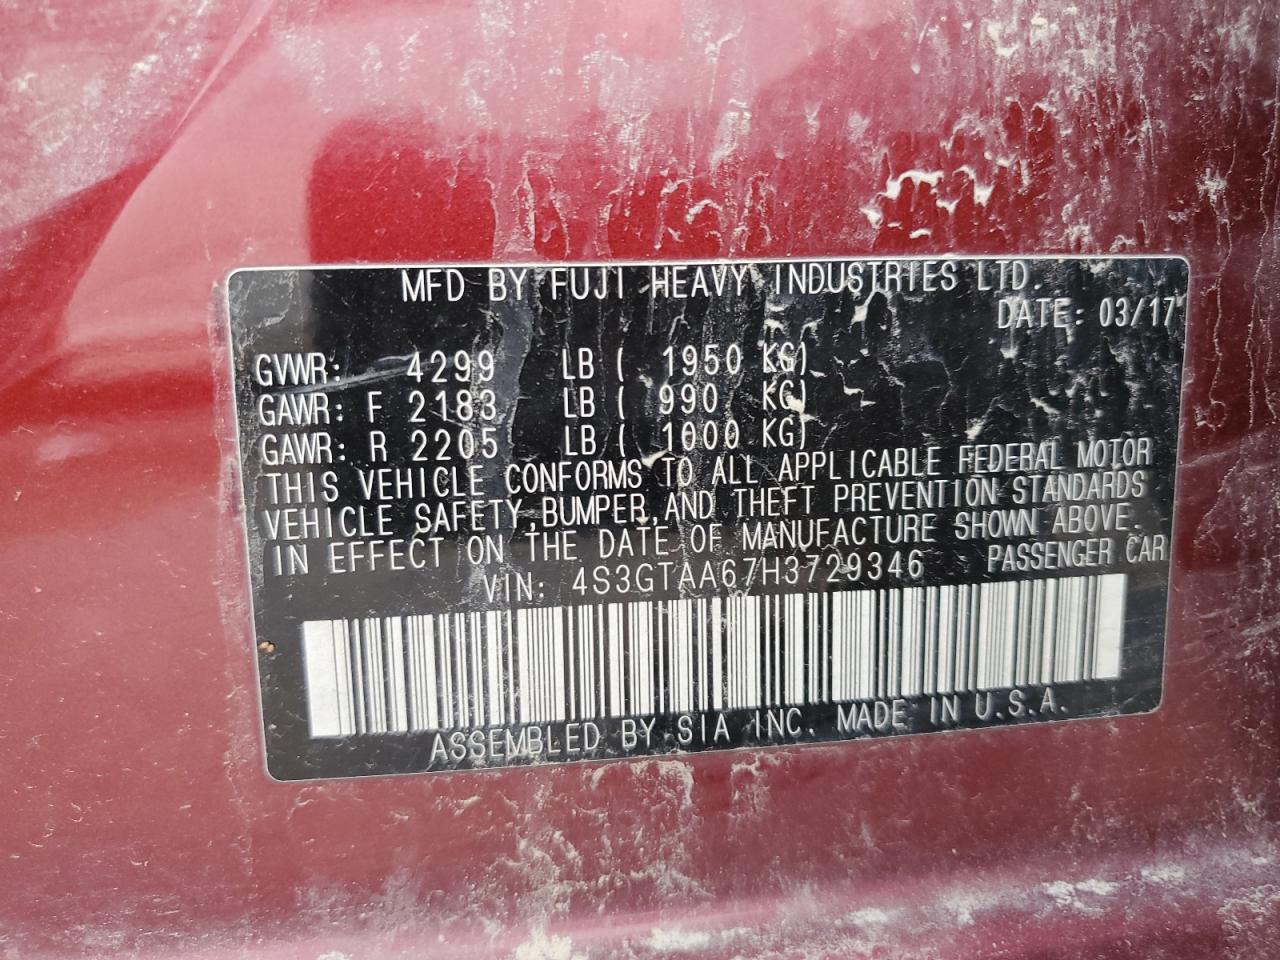 MFD BY FUJI HEAVY INDUSTRIES LTD.
DATE: 03/17
GVWR: 4299 LB ( 1950 KG)
GAWR: F 2183 LB ( 990 KG)
GAWR: R 2205 LB ( 1000 KG)
THIS VEHICLE CONFORMS TO ALL APPLICABLE FEDERAL MOTOR
VEHICLE SAFETY,BUMPER,AND THEFT PREVENTION STANDARDS
IN EFFECT ON THE DATE OF MANUFACTURE SHOWN ABOVE.
VIN: 4S3GTAA67H3729346 PASSENGER CAR
ASSEMBLED BY SIA INC. MADE IN U.S.A.